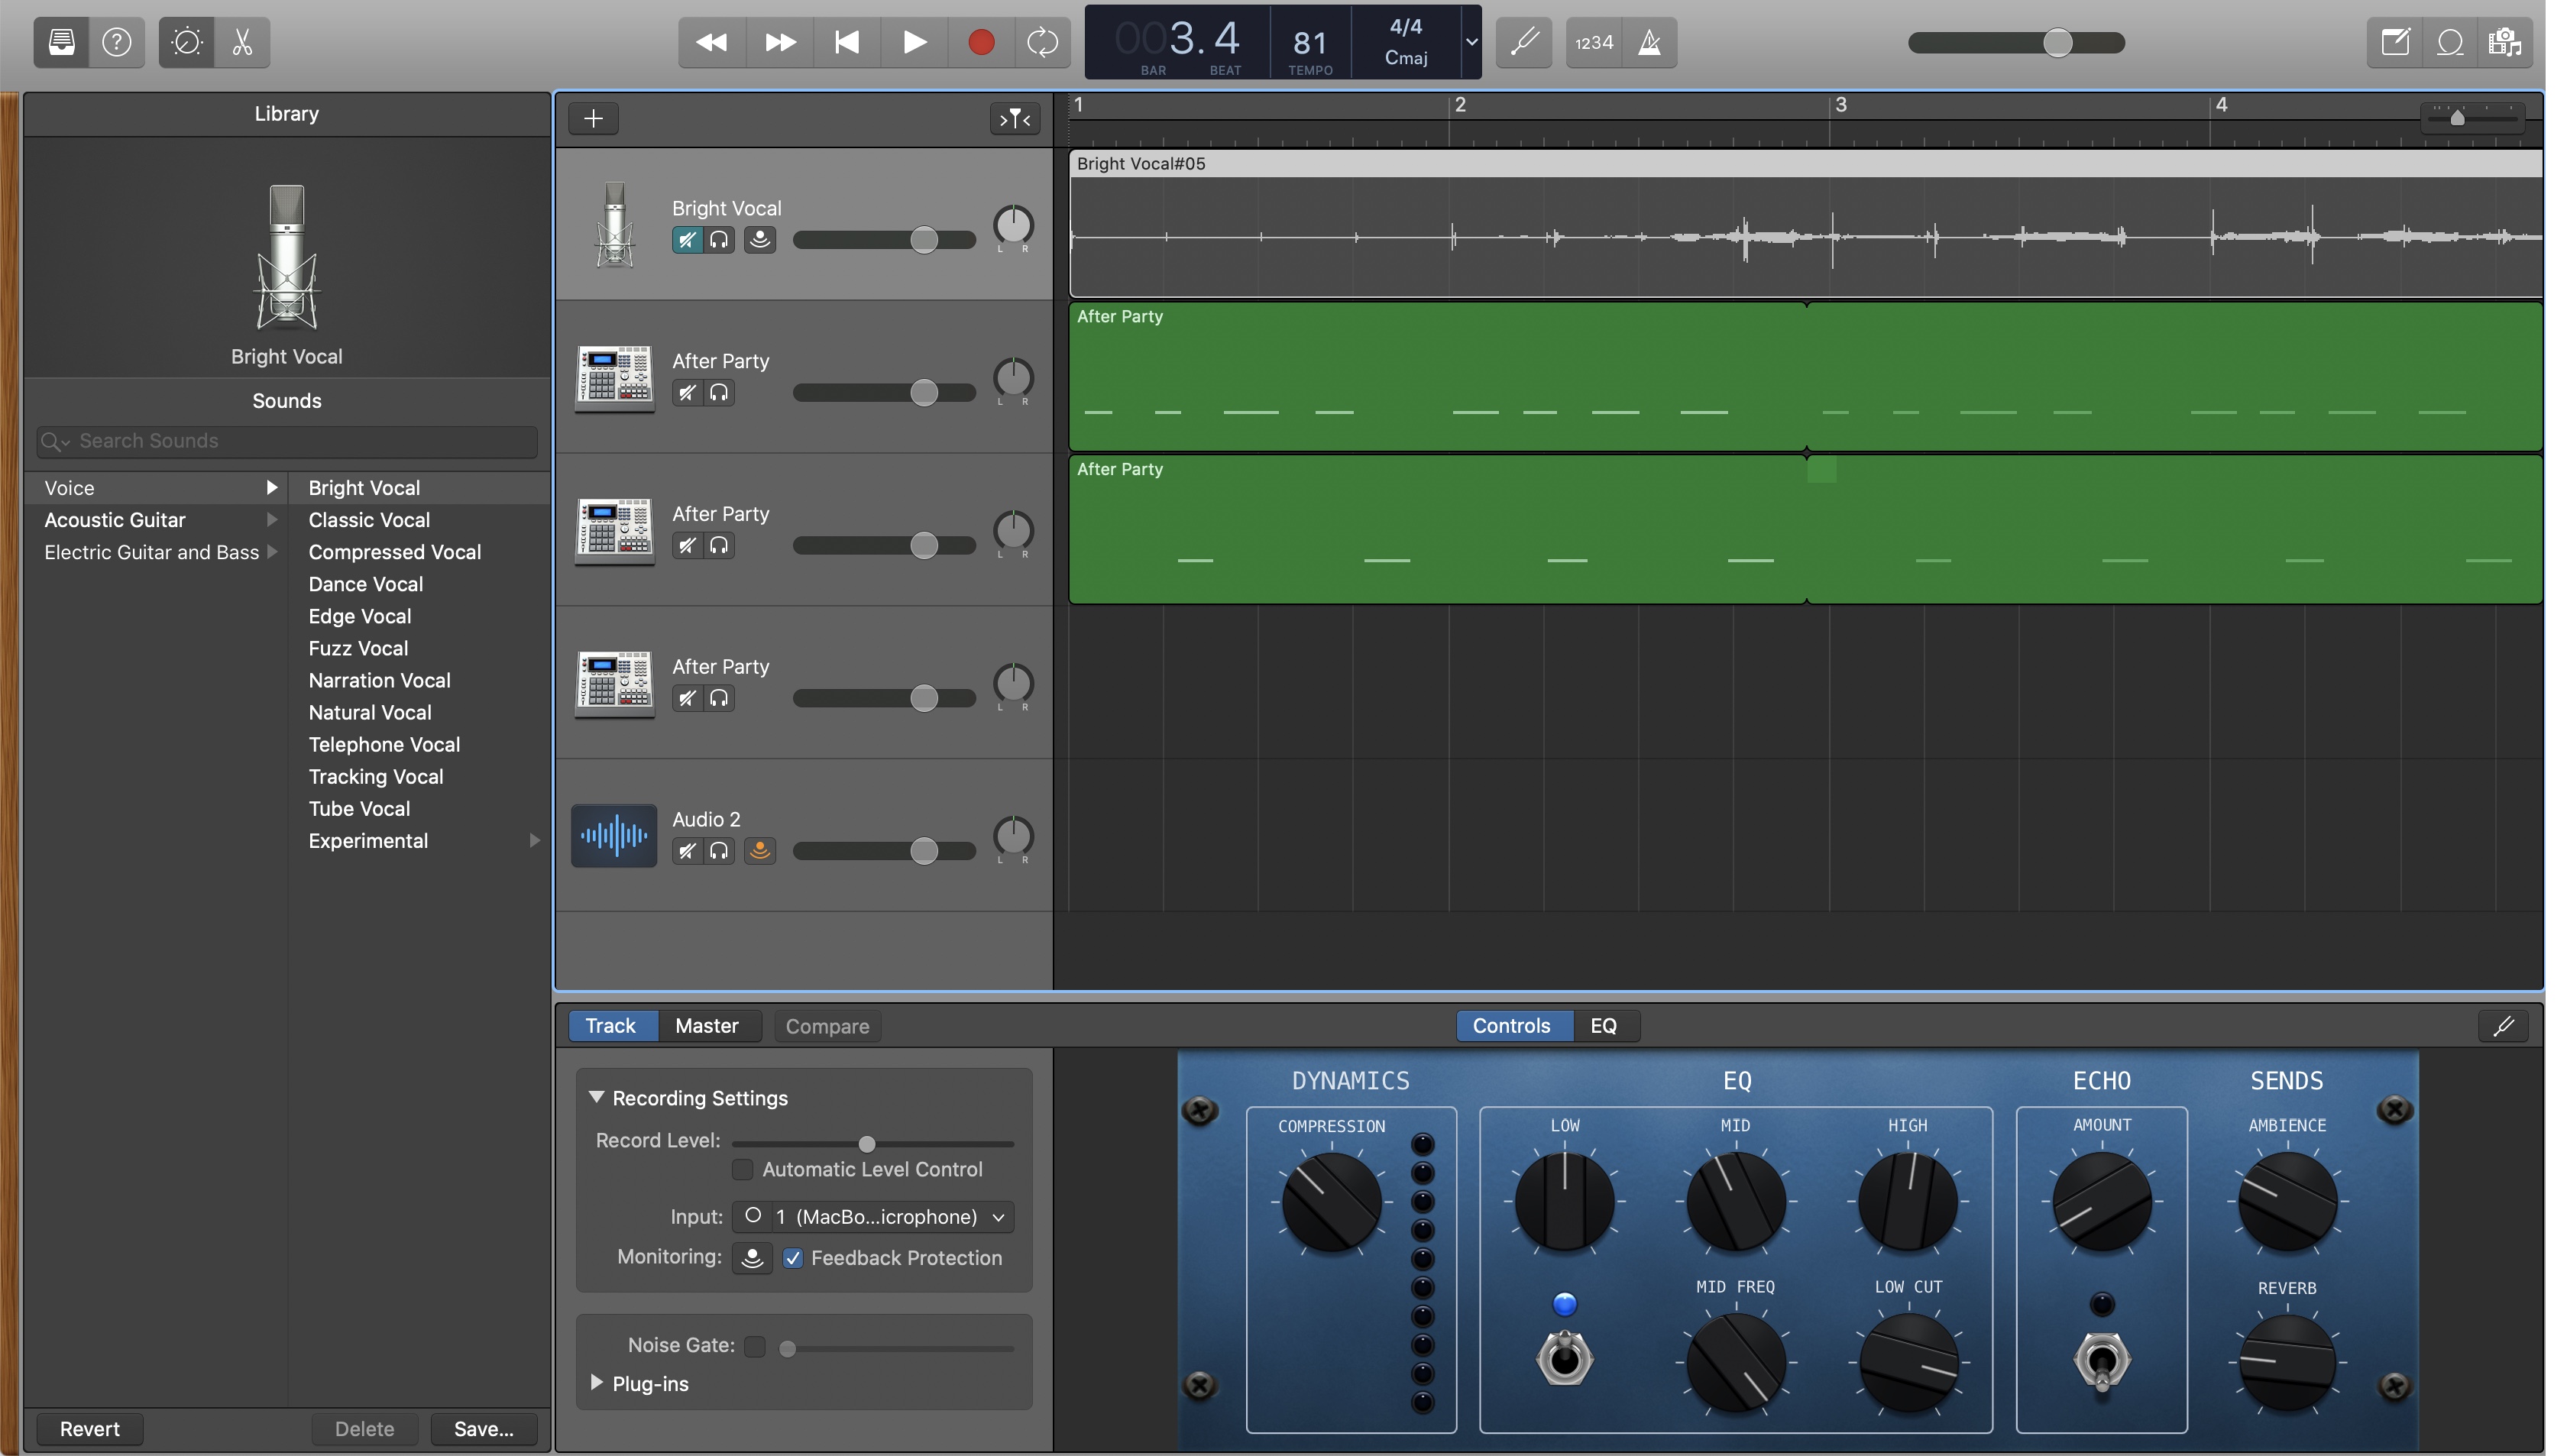 003.4
BAR BEAT
81
TEMPO
4/4
Cmaj
1234
Library
Bright Vocal
Sounds
Search Sounds
Voice
Acoustic Guitar
Electric Guitar and Bass
Bright Vocal
Classic Vocal
Compressed Vocal
Dance Vocal
Edge Vocal
Fuzz Vocal
Narration Vocal
Natural Vocal
Telephone Vocal
Tracking Vocal
Tube Vocal
Experimental
Revert
Delete
Save...
1 2 3 4
Bright Vocal
L R
Bright Vocal#05
After Party
L R
After Party
After Party
L R
After Party
After Party
L R
Audio 2
L R
Track Master Compare
Controls EQ
Recording Settings
Record Level:
Automatic Level Control
Input: 1 (MacBo...icrophone)
Monitoring: Feedback Protection
Noise Gate:
Plug-ins
DYNAMICS
COMPRESSION
EQ
LOW MID HIGH
MID FREQ LOW CUT
ECHO
AMOUNT
SENDS
AMBIENCE
REVERB